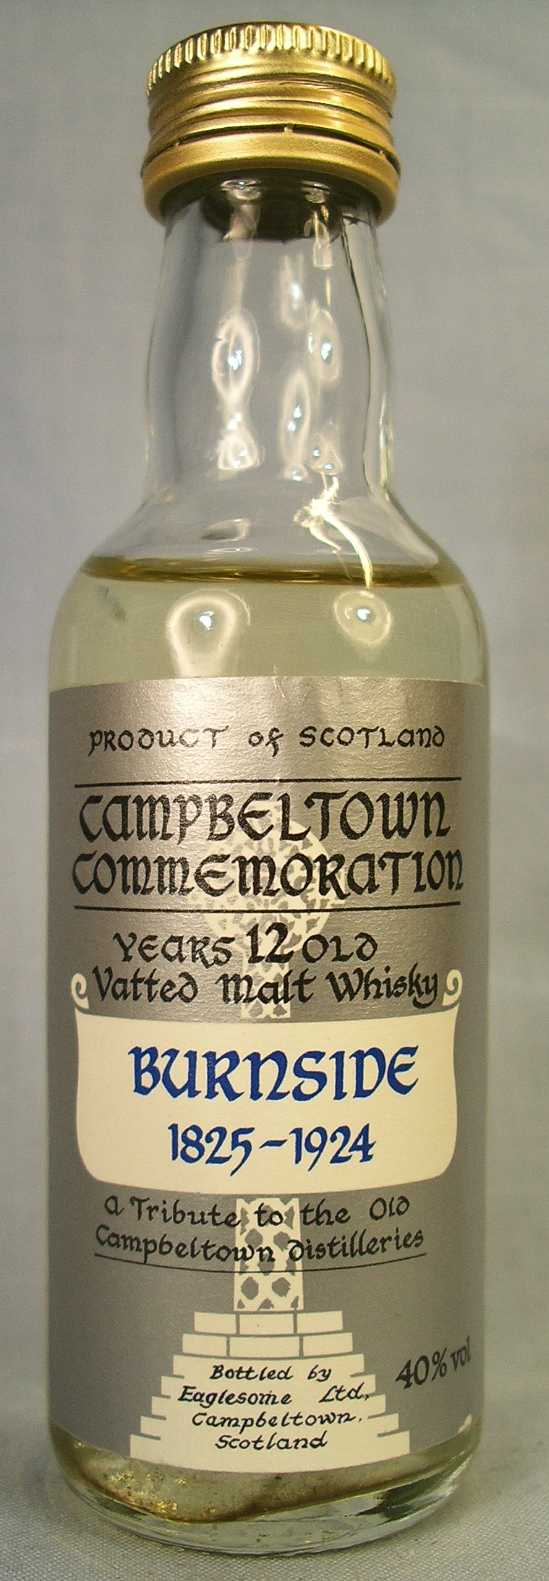 PRODUCT of SCOTLAND
CAMPBELTOWN
COMMEMORATION
YEARS 12 OLD
Vatted Malt Whisky
BURNSIDE
1825-1924
A Tribute to the Old
Campbeltown Distilleries
40% vol
Bottled by
Eaglesome Ltd,
Campbeltown.
Scotland